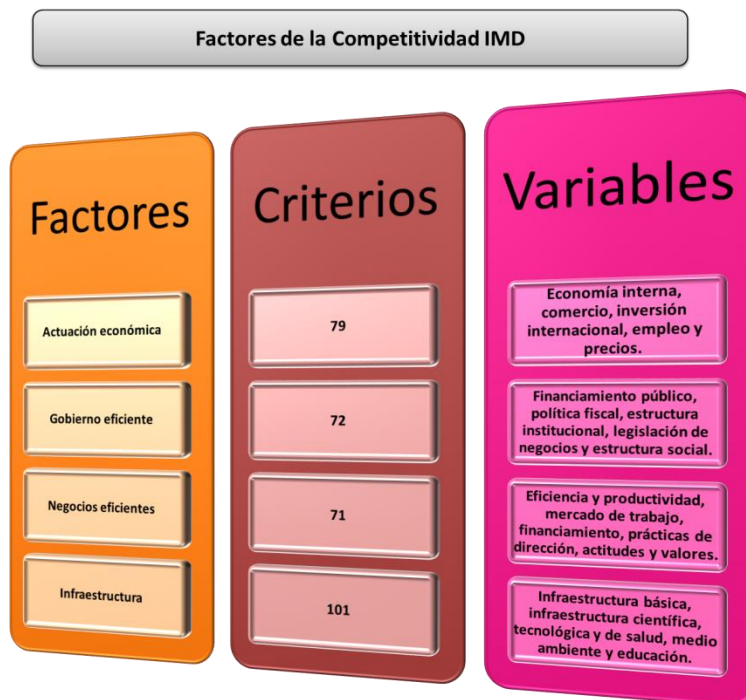 Factores de la Competitividad IMD
Factores
Actuación económica
Gobierno eficiente
Negocios eficientes
Infraestructura
Criterios
79
72
71
101
Variables
Economía interna,
comercio, inversión
internacional, empleo y
precios.
Financiamiento público,
política fiscal, estructura
institucional, legislación de
negocios y estructura social.
Eficiencia y productividad,
mercado de trabajo,
financiamiento, prácticas de
dirección, actitudes y valores.
Infraestructura básica,
infraestructura científica,
tecnológica y de salud, medio
ambiente y educación.